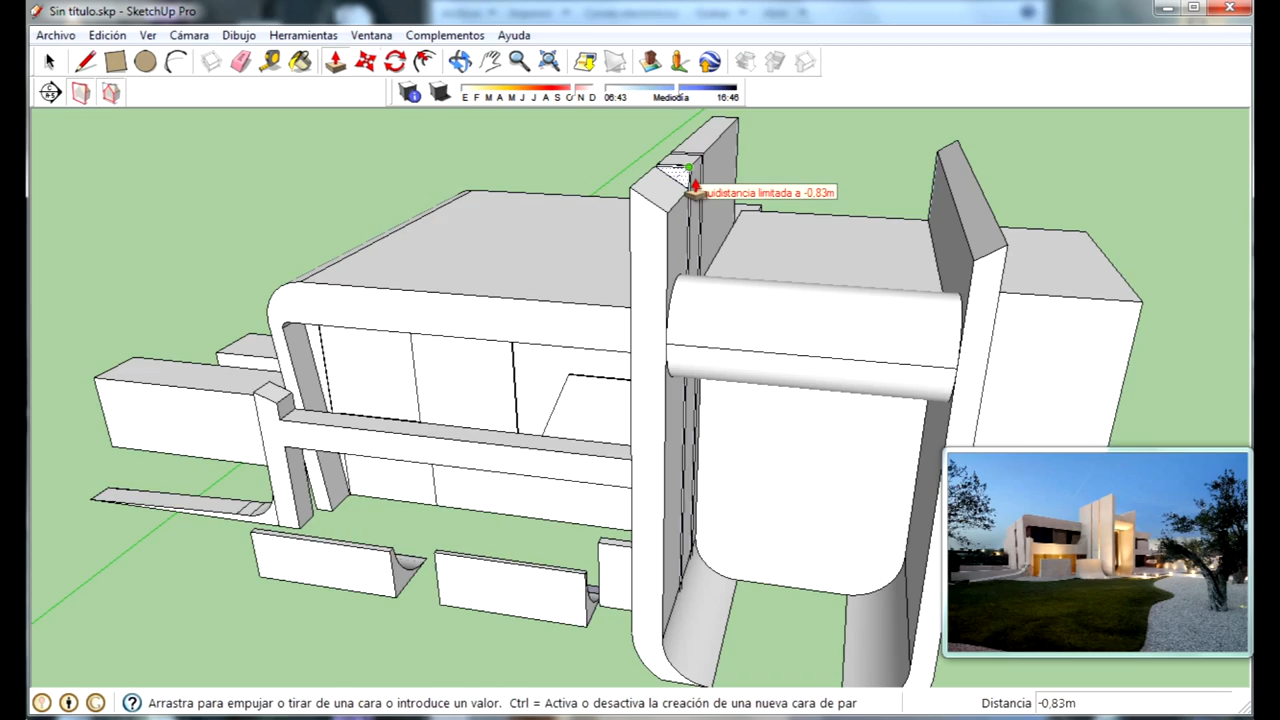 Sin título.skp - SketchUp Pro
Archivo Edición Ver Cámara Dibujo Herramientas Ventana Complementos Ayuda
E F M A M J J A S O N D 06:43 Mediodía 16:46
uidistancia limitada a -0,83m
Arrastra para empujar o tirar de una cara o introduce un valor. Ctrl = Activa o desactiva la creación de una nueva cara de par
Distancia -0,83m